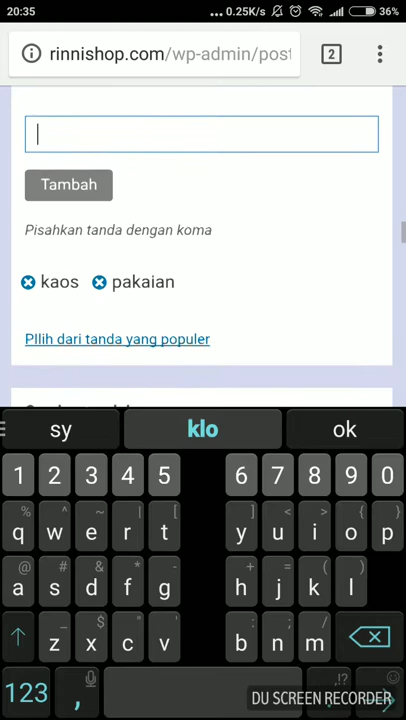 20:35 ... 0.25K/s 36%
rinnishop.com/wp-admin/post 2
Tambah
Pisahkan tanda dengan koma
kaos pakaian
PIlih dari tanda yang populer
sy klo ok
1 2 3 4 5 6 7 8 9 0
% ^ ~ | [ ] < > { }
q w e r t y u i o p
@ # & * - + = ( )
a s d f g h j k l
_ $ " ' : ; /
z x c v b n m
123 , ,!? .
DU SCREEN RECORDER